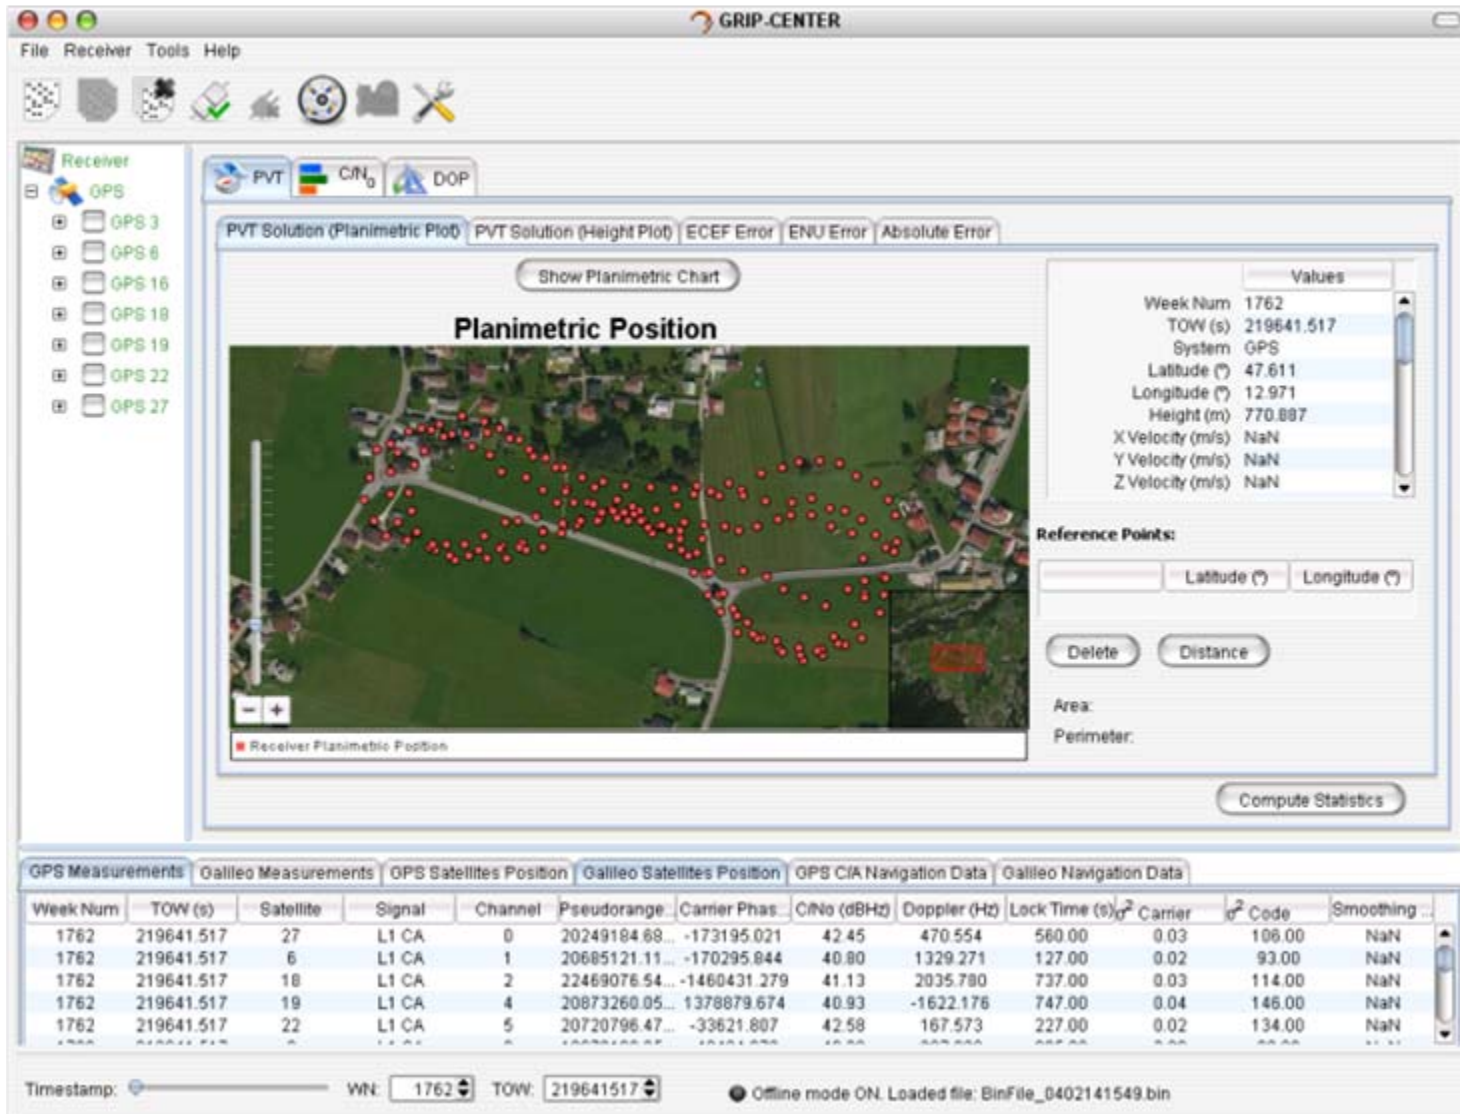 GRIP-CENTER
File Receiver Tools Help
Receiver
GPS
GPS 3
GPS 6
GPS 16
GPS 18
GPS 19
GPS 22
GPS 27
PVT C/N0 DOP
PVT Solution (Planimetric Plot) PVT Solution (Height Plot) ECEF Error ENU Error Absolute Error
Show Planimetric Chart
Planimetric Position
− +
Receiver Planimetric Position
Values
Week Num 1762
TOW (s) 219641.517
System GPS
Latitude (°) 47.611
Longitude (°) 12.971
Height (m) 770.887
X Velocity (m/s) NaN
Y Velocity (m/s) NaN
Z Velocity (m/s) NaN
Reference Points:
Latitude (°) Longitude (°)
Delete Distance
Area:
Perimeter:
Compute Statistics
GPS Measurements Galileo Measurements GPS Satellites Position Galileo Satellites Position GPS C/A Navigation Data Galileo Navigation Data
Week Num TOW (s) Satellite Signal Channel Pseudorange... Carrier Phas... C/No (dBHz) Doppler (Hz) Lock Time (s) σ² Carrier σ² Code Smoothing ...
1762 219641.517 27 L1 CA 0 20249184.68... -173195.021 42.45 470.554 560.00 0.03 106.00 NaN
1762 219641.517 6 L1 CA 1 20685121.11... -170295.844 40.80 1329.271 127.00 0.02 93.00 NaN
1762 219641.517 18 L1 CA 2 22469076.54... -1460431.279 41.13 2035.780 737.00 0.03 114.00 NaN
1762 219641.517 19 L1 CA 4 20873260.05... 1378879.674 40.93 -1622.176 747.00 0.04 146.00 NaN
1762 219641.517 22 L1 CA 5 20720796.47... -33621.807 42.58 167.573 227.00 0.02 134.00 NaN
Timestamp: WN: 1762 TOW: 219641517 Offline mode ON. Loaded file: BinFile_0402141549.bin